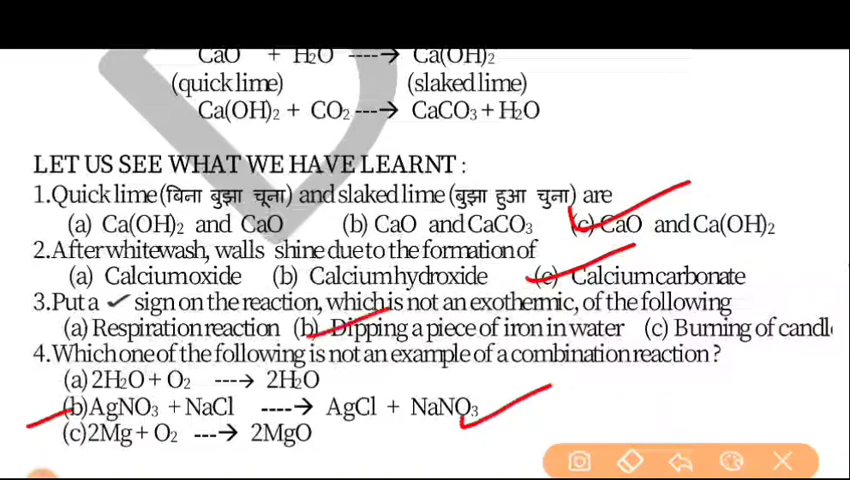 CaO + H₂O ----→ Ca(OH)₂
(quick lime) (slaked lime)
Ca(OH)₂ + CO₂ ---→ CaCO₃ + H₂O
LET US SEE WHAT WE HAVE LEARNT :
1.Quick lime (बिना बुझा चूना) and slaked lime (बुझा हुआ चुना) are
(a) Ca(OH)₂ and CaO (b) CaO and CaCO₃ (c) CaO and Ca(OH)₂
2.After whitewash, walls shine due to the formation of
(a) Calcium oxide (b) Calcium hydroxide (c) Calcium carbonate
3.Put a ✓ sign on the reaction, which is not an exothermic, of the following
(a) Respiration reaction (b) Dipping a piece of iron in water (c) Burning of candl
4.Which one of the following is not an example of a combination reaction ?
(a) 2H₂O + O₂ ---→ 2H₂O
(b) AgNO₃ + NaCl ----→ AgCl + NaNO₃
(c) 2Mg + O₂ ---→ 2MgO